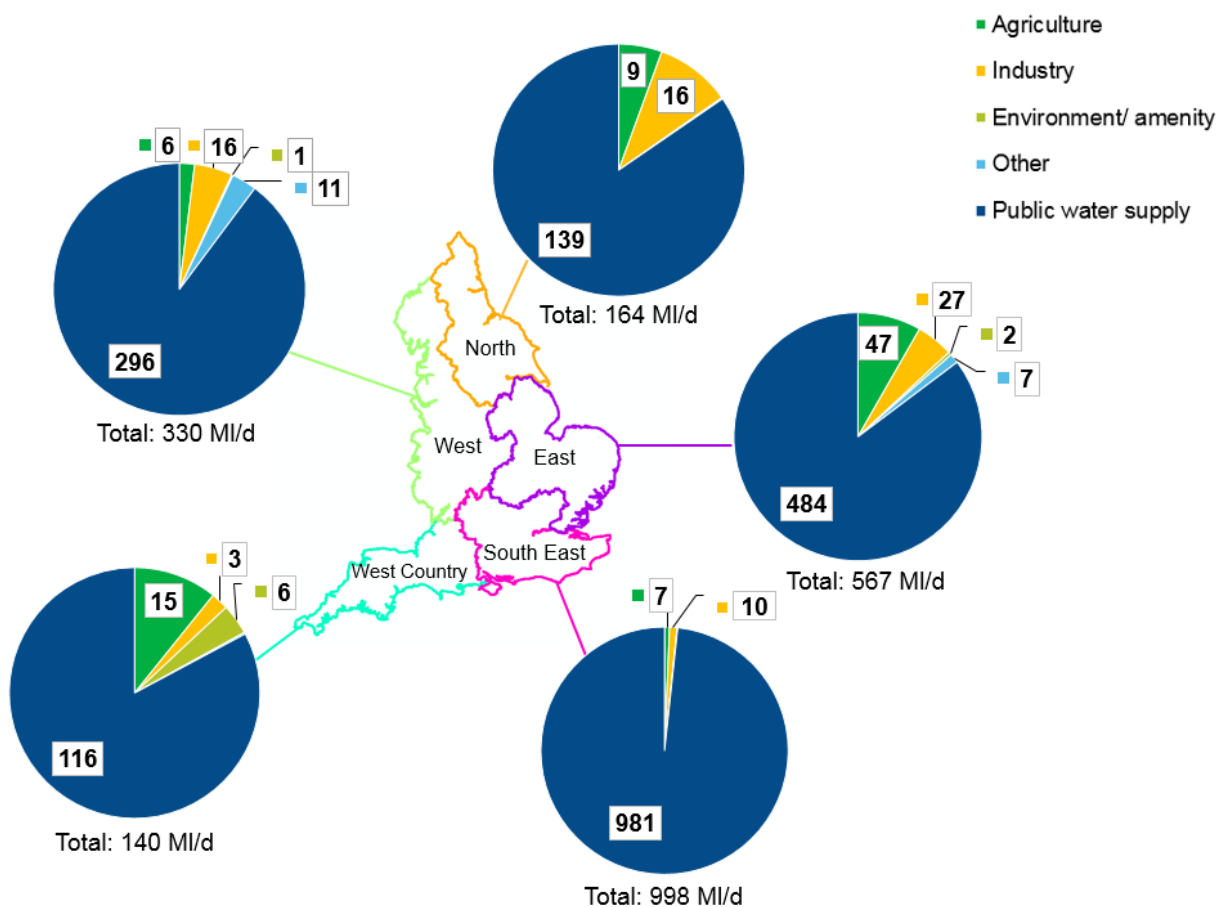 Agriculture
Industry
Environment/ amenity
Other
Public water supply
9
16
139
Total: 164 Ml/d
6
16
1
11
296
Total: 330 Ml/d
North
West
East
South East
West Country
47
27
2
7
484
Total: 567 Ml/d
15
3
6
116
Total: 140 Ml/d
7
10
981
Total: 998 Ml/d